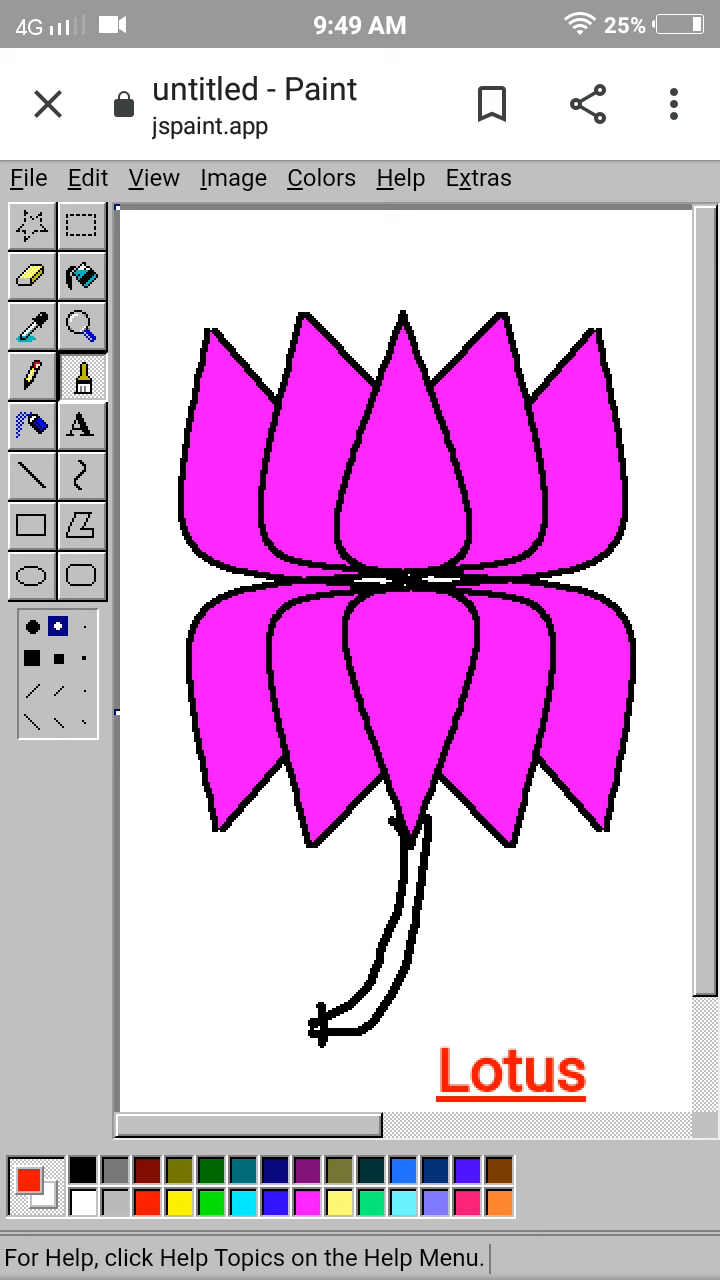 4G 9:49 AM 25%
untitled - Paint
jspaint.app
File Edit View Image Colors Help Extras
A
Lotus
For Help, click Help Topics on the Help Menu.